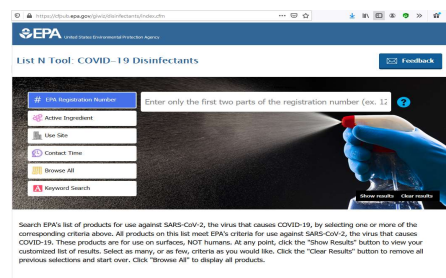 https://cfpub.epa.gov/giwiz/disinfectants/index.cfm
EPA United States Environmental Protection Agency
List N Tool: COVID-19 Disinfectants
Feedback
# EPA Registration Number
Enter only the first two parts of the registration number (ex. 12
?
Active Ingredient
Use Site
Contact Time
Browse All
A Keyword Search
Show results Clear results
Search EPA's list of products for use against SARS-CoV-2, the virus that causes COVID-19, by selecting one or more of the
corresponding criteria above. All products on this list meet EPA's criteria for use against SARS-CoV-2, the virus that causes
COVID-19. These products are for use on surfaces, NOT humans. At any point, click the "Show Results" button to view your
customized list of results. Select as many, or as few, criteria as you would like. Click the "Clear Results" button to remove all
previous selections and start over. Click "Browse All" to display all products.